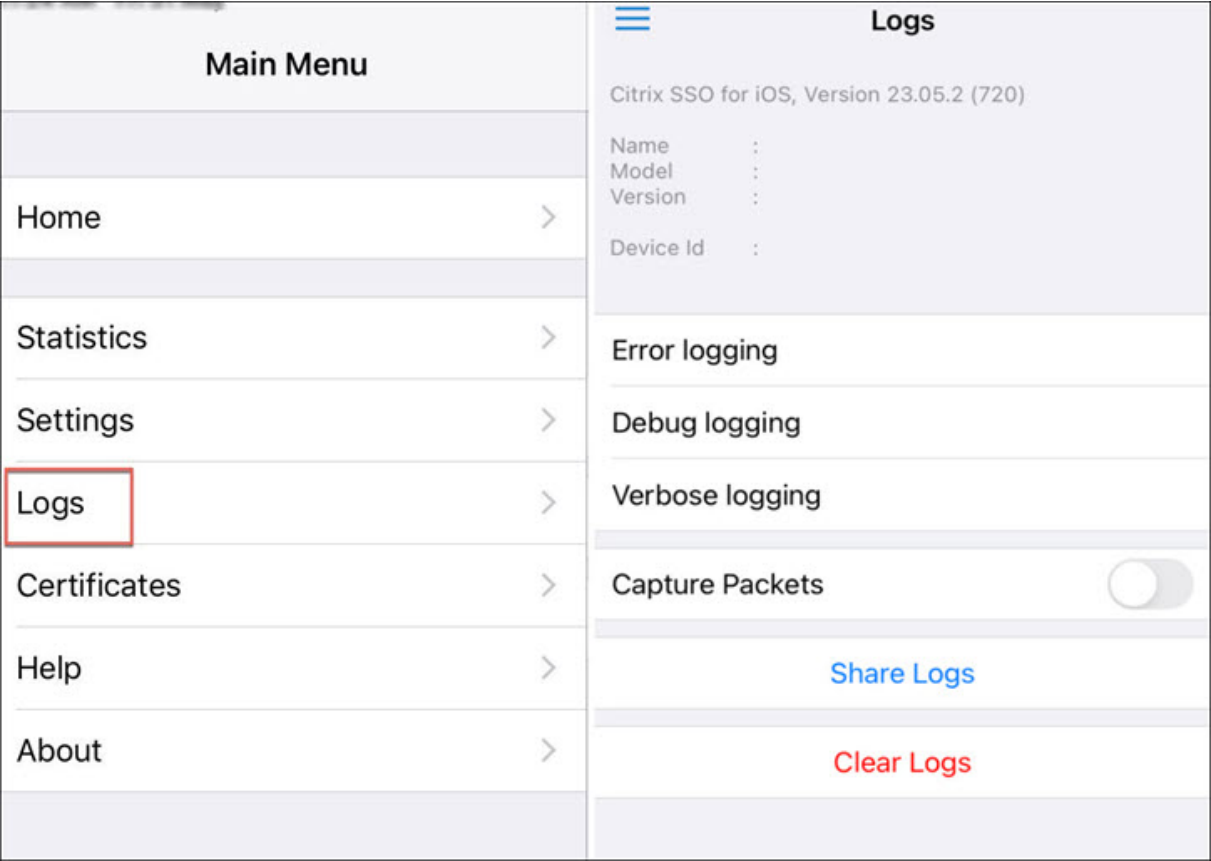 Main Menu
Home
Statistics
Settings
Logs
Certificates
Help
About
Logs
Citrix SSO for iOS, Version 23.05.2 (720)
Name :
Model :
Version :
Device Id :
Error logging
Debug logging
Verbose logging
Capture Packets
Share Logs
Clear Logs